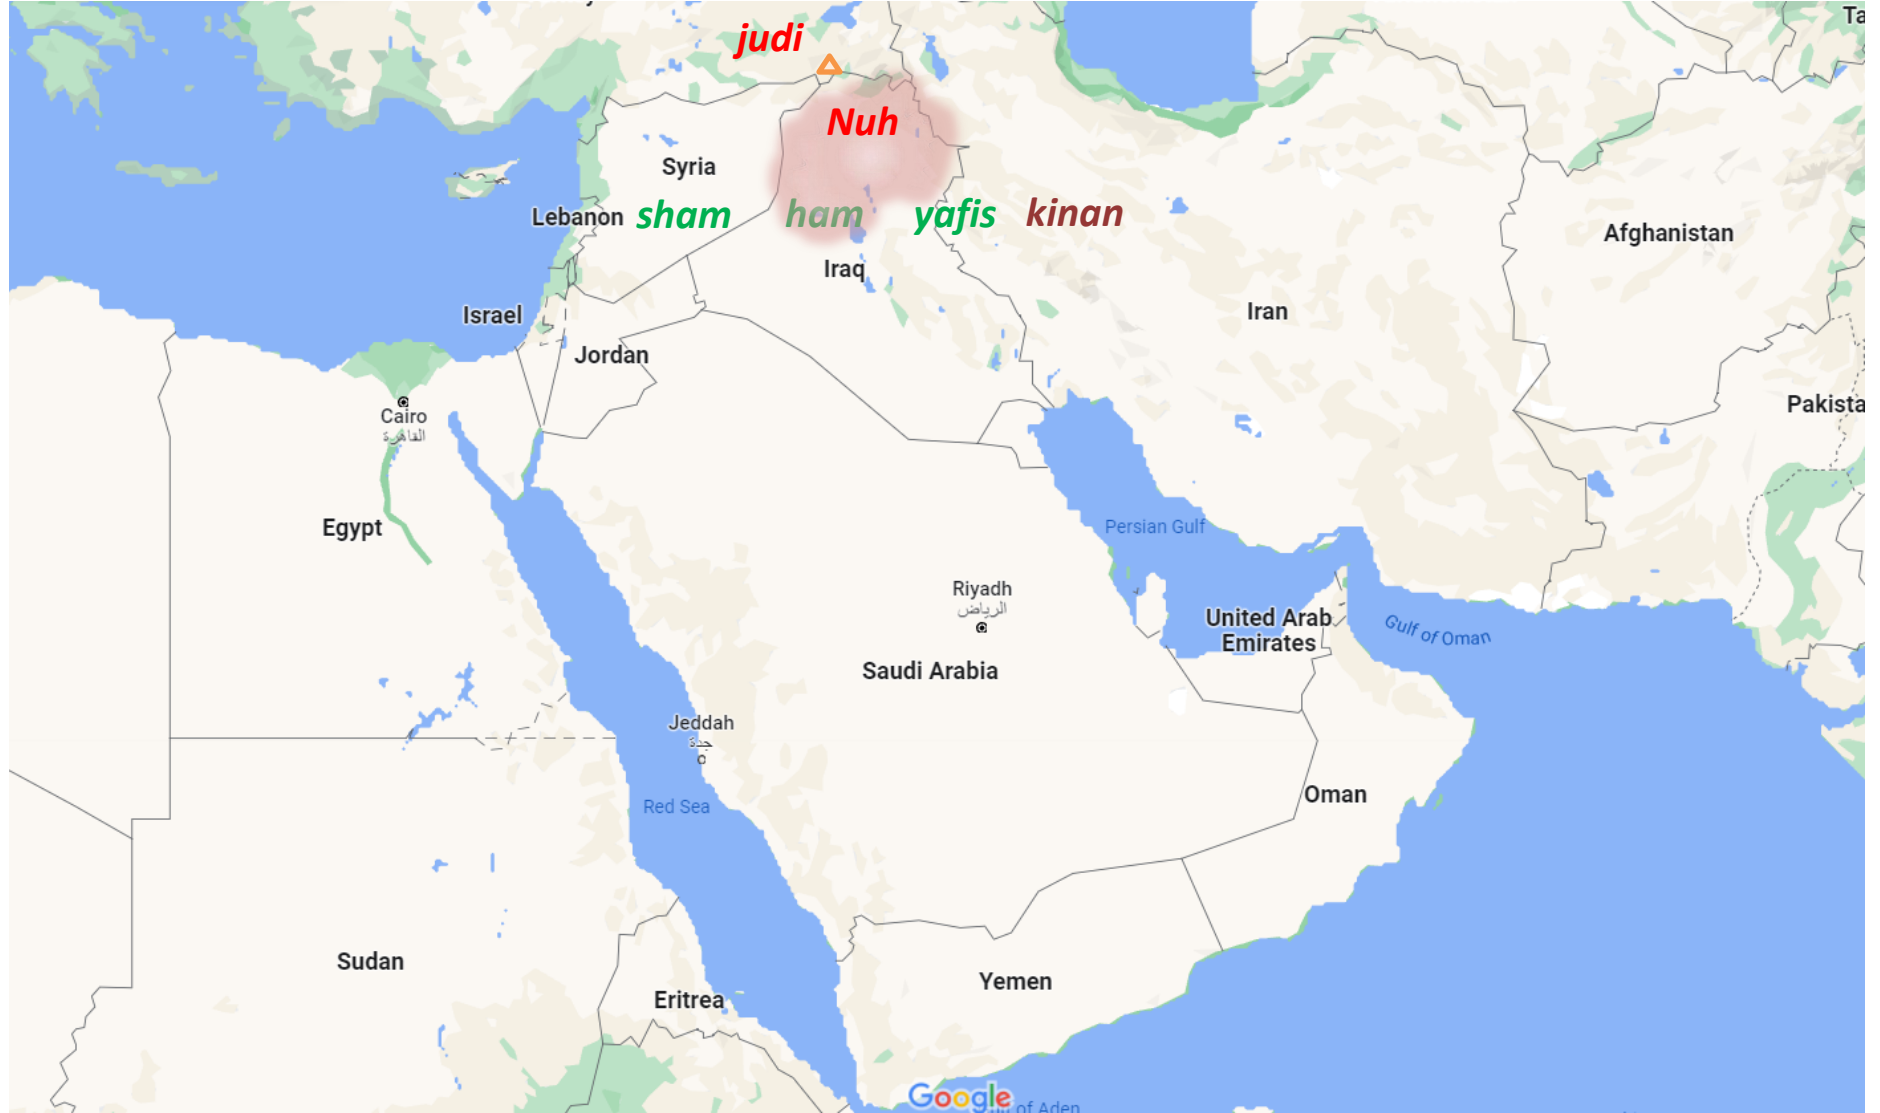 Ta
judi
Nuh
Syria
Lebanon
sham
ham
yafis
kinan
Afghanistan
Iraq
Israel
Iran
Jordan
Cairo
القاهرة
Pakista
Egypt
Persian Gulf
Riyadh
الرياض
United Arab
Emirates
Gulf of Oman
Saudi Arabia
Jeddah
جدة
Red Sea
Oman
Sudan
Yemen
Eritrea
Google
of Aden